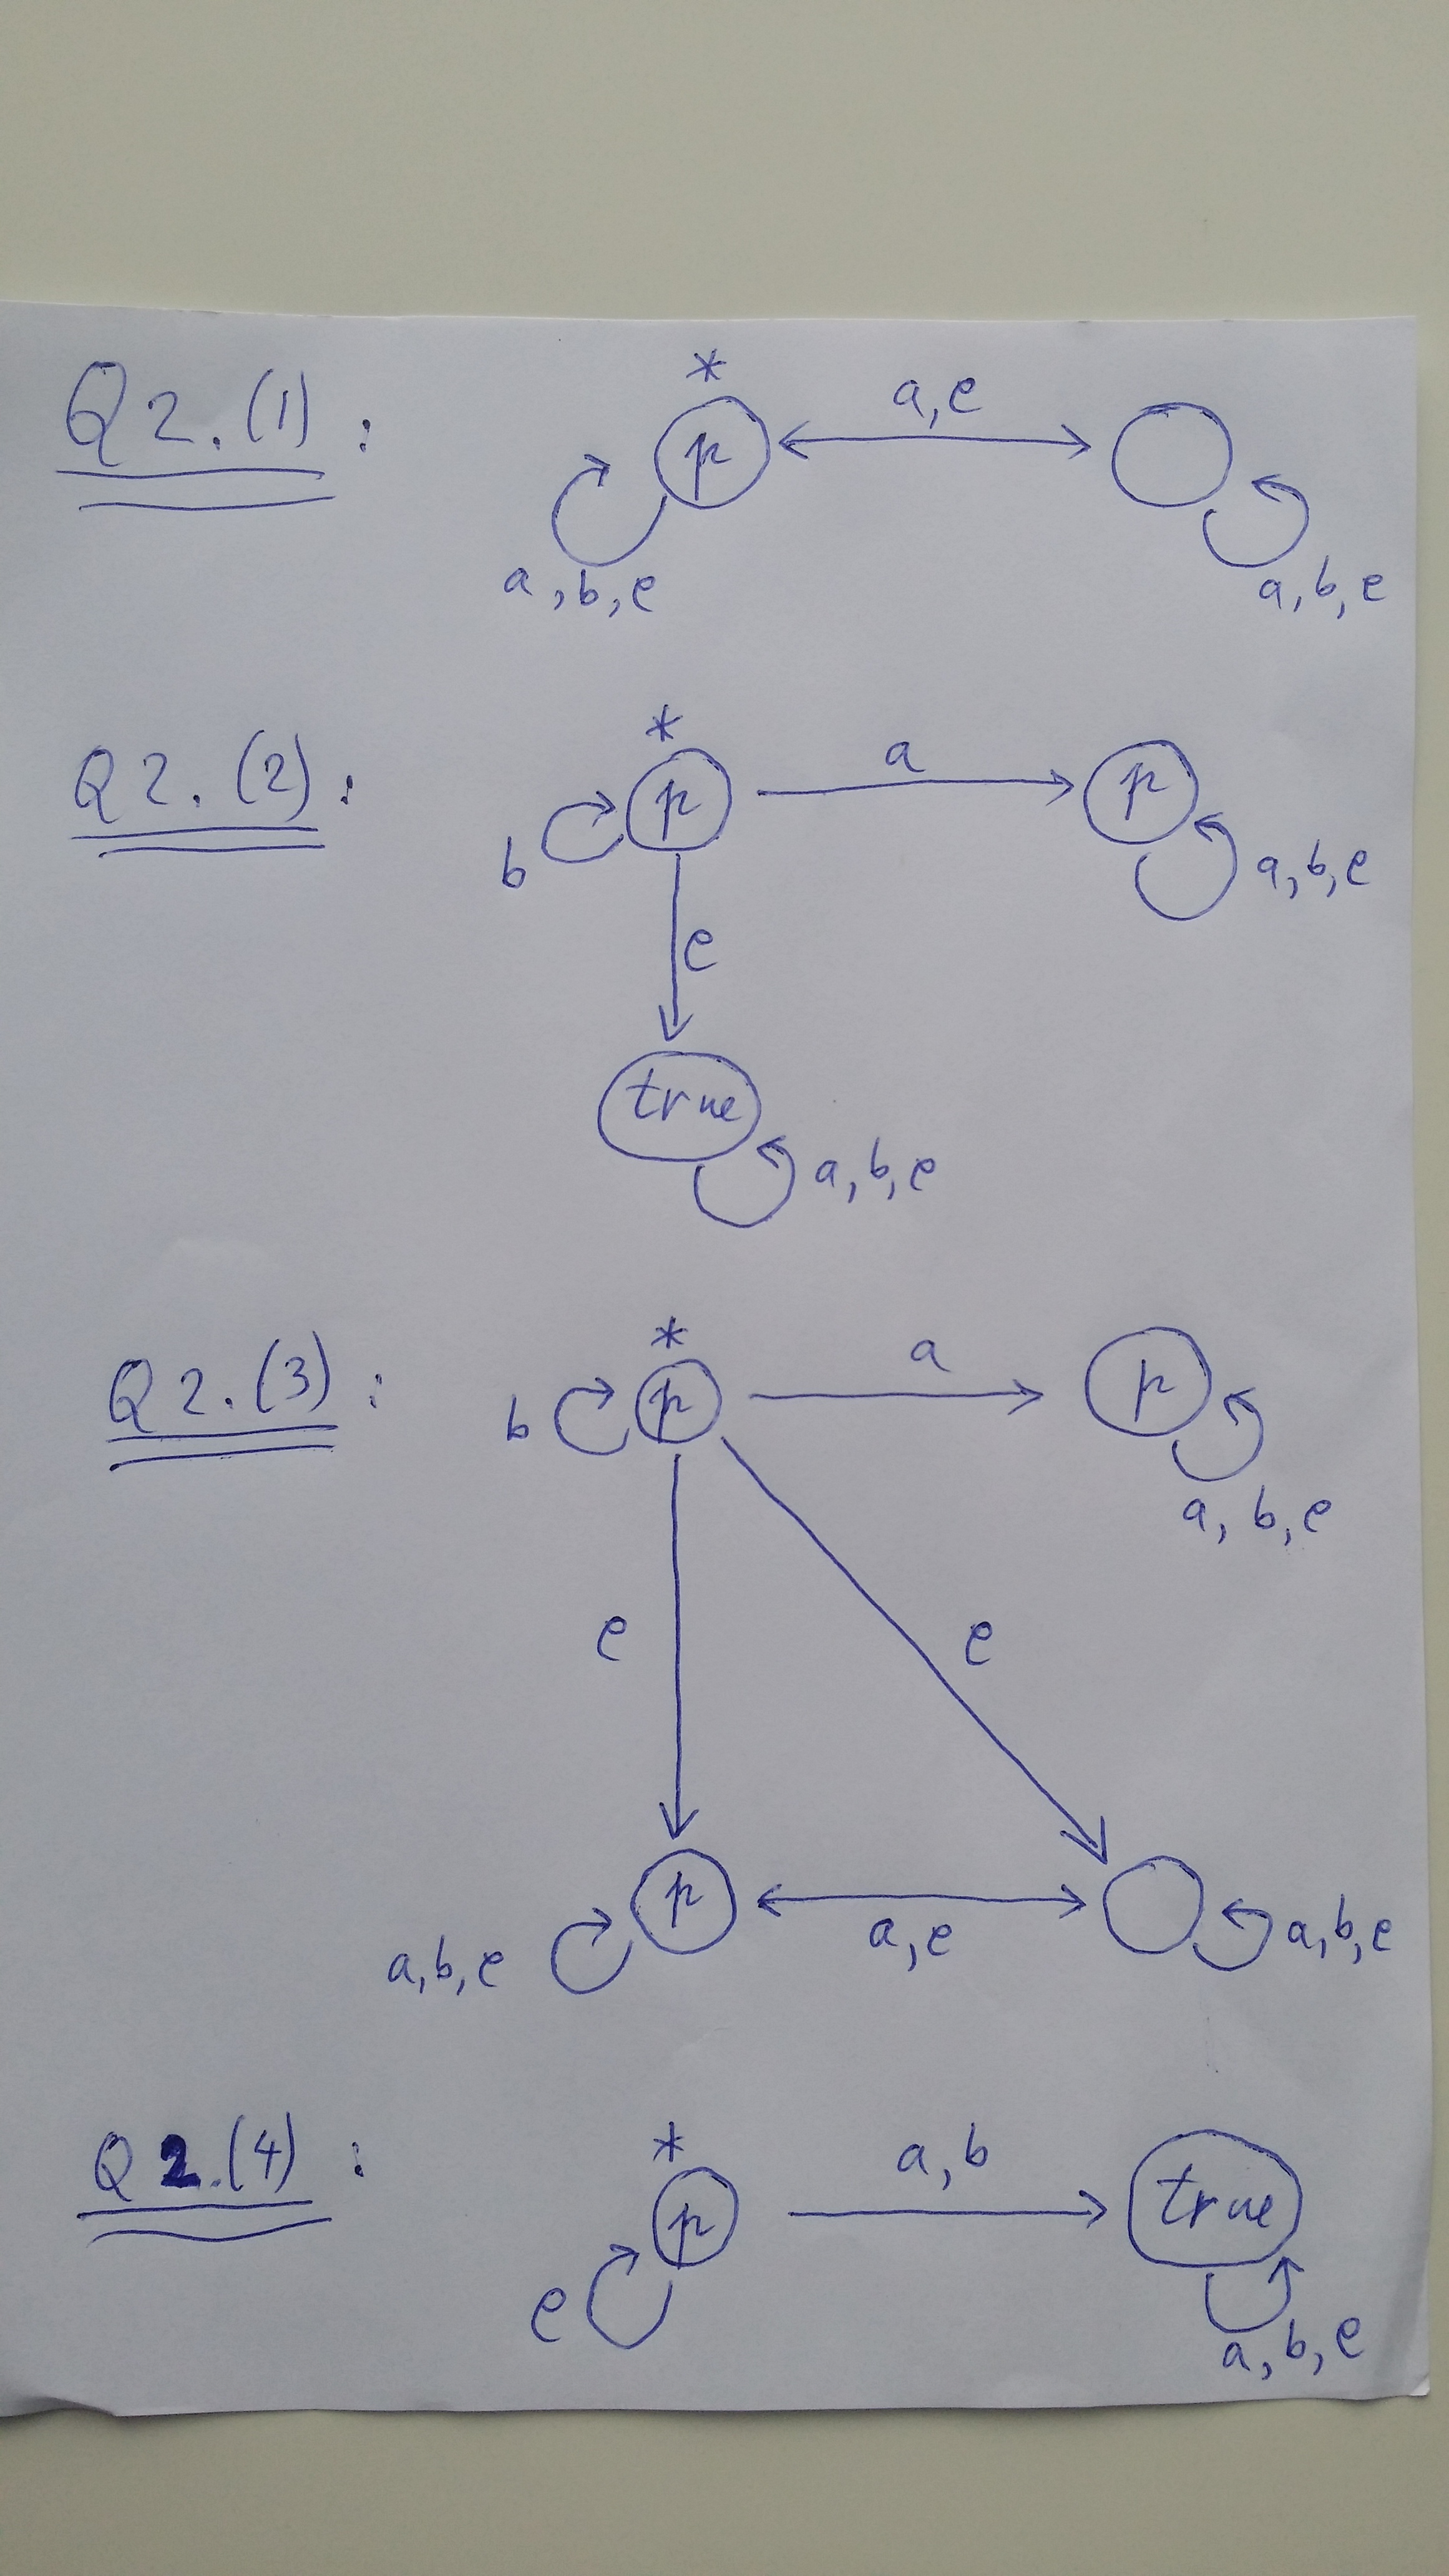 Q2.(1): * p a,e
a,b,e a,b,e
Q2.(2): * p a p
b a,b,e
e
true
a,b,e
Q2.(3): * p a p
b a,b,e
e e
p a,e
a,b,e a,b,e
Q2.(4): * p a,b true
e a,b,e